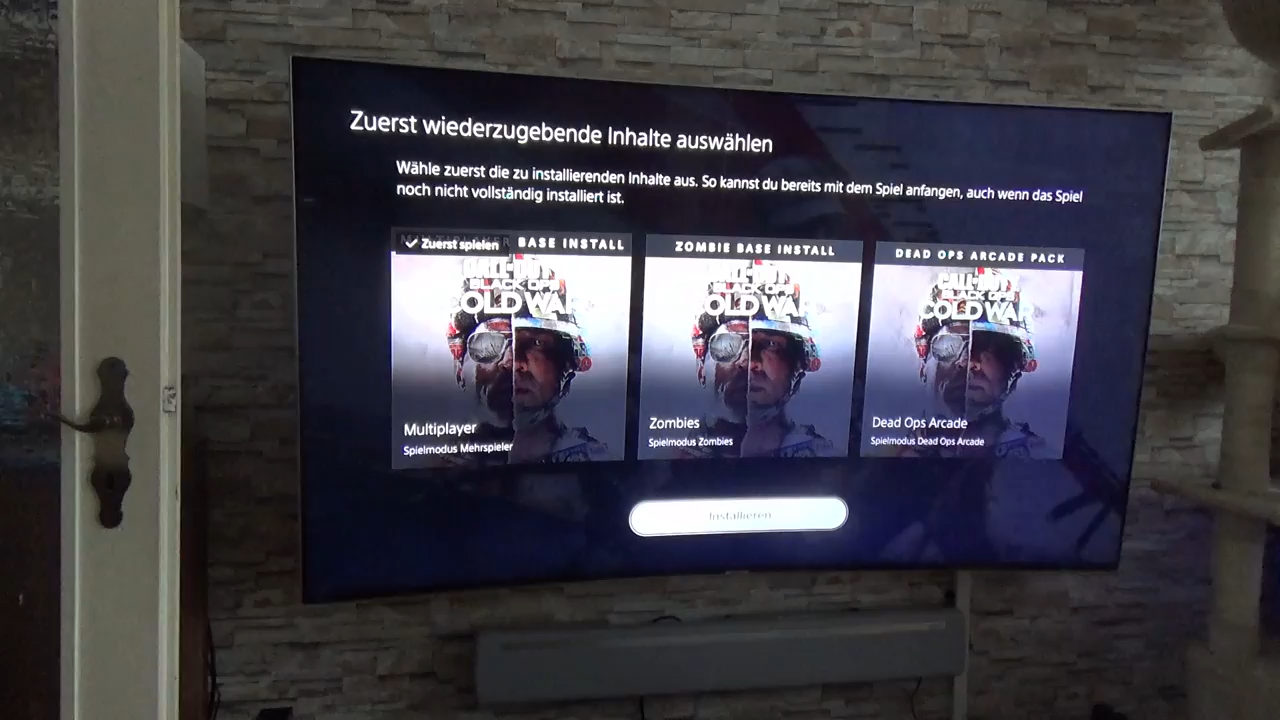 Zuerst wiederzugebende Inhalte auswählen
Wähle zuerst die zu installierenden Inhalte aus. So kannst du bereits mit dem Spiel anfangen, auch wenn das Spiel
noch nicht vollständig installiert ist.
Zuerst spielen BASE INSTALL
CALL OF DUTY
BLACK OPS
COLD WAR
Multiplayer
Spielmodus Mehrspieler
ZOMBIE BASE INSTALL
CALL OF DUTY
BLACK OPS
COLD WAR
Zombies
Spielmodus Zombies
DEAD OPS ARCADE PACK
CALL OF DUTY
BLACK OPS
COLD WAR
Dead Ops Arcade
Spielmodus Dead Ops Arcade
Installieren